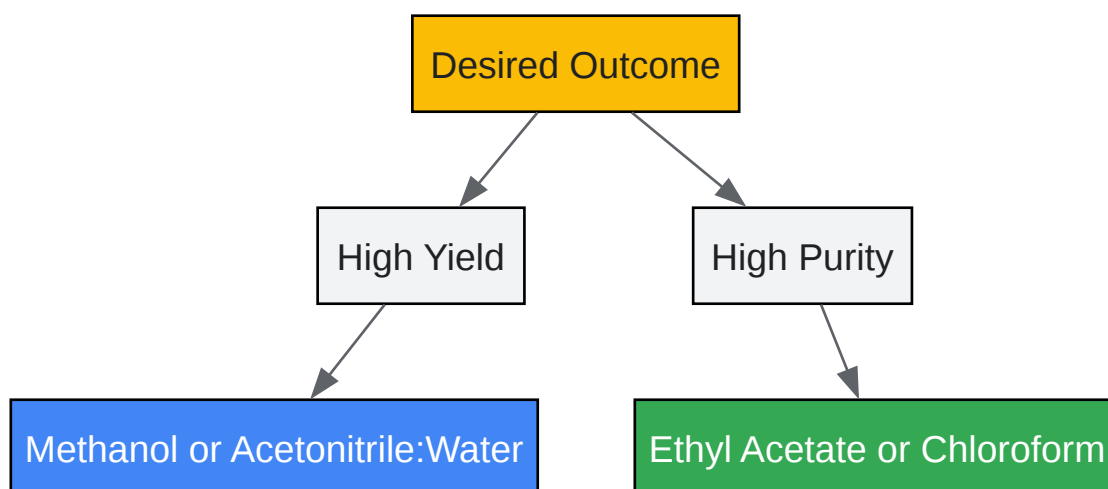 Desired Outcome
High Yield
High Purity
Methanol or Acetonitrile:Water
Ethyl Acetate or Chloroform